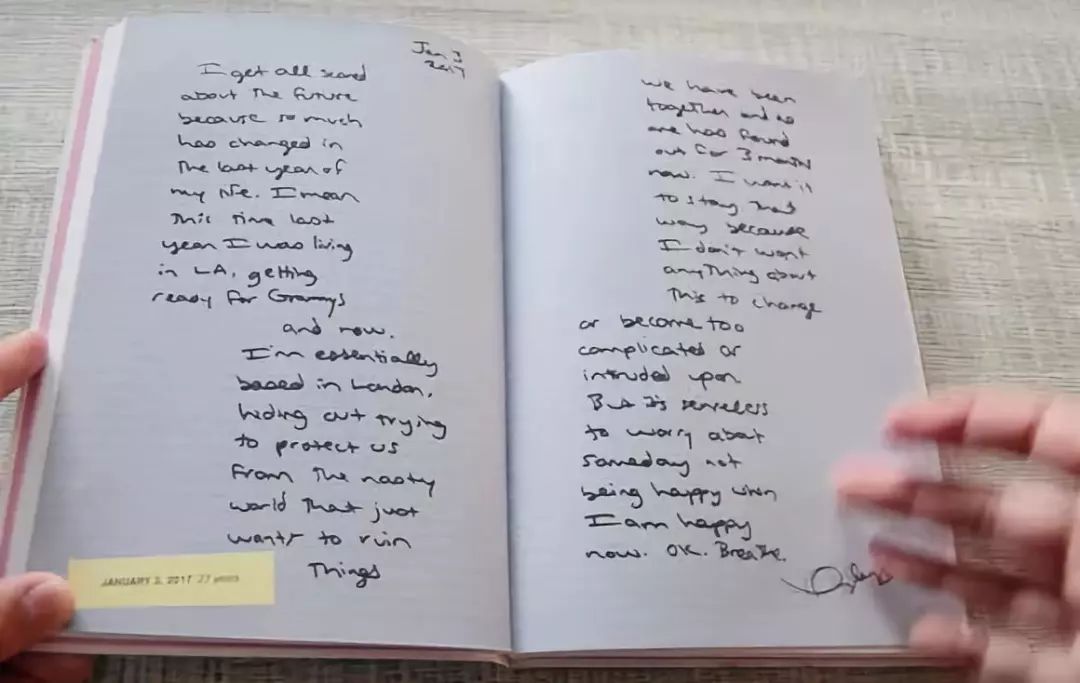 Jan 3
2017
I get all scared
about the future
because so much
has changed in
the last year of
my life. I mean
this time last
year I was living
in LA, getting
ready for Grammys
and now.
I'm essentially
based in London,
hiding out trying
to protect us
from the nasty
world that just
wants to ruin
things
JANUARY 3, 2017 27 years
we have been
together and no
one has found
out for 3 months
now. I want it
to stay that
way because
I don't want
anything about
this to change
or become too
complicated or
intruded upon.
But it's senseless
to worry about
someday not
being happy when
I am happy
now. OK. Breathe.